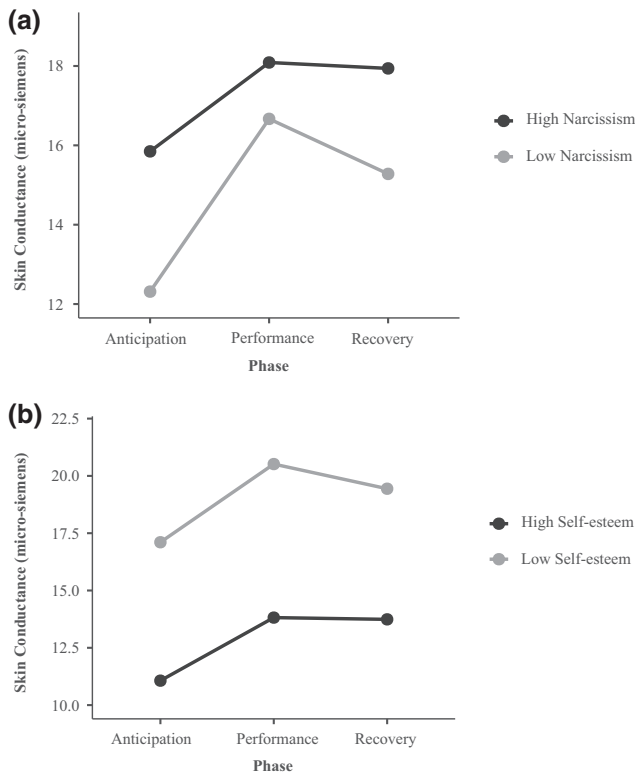 (a)
18
16
14
12
Skin Conductance (micro-siemens)
Anticipation Performance Recovery
Phase
High Narcissism
Low Narcissism
(b)
22.5
20.0
17.5
15.0
12.5
10.0
Skin Conductance (micro-siemens)
Anticipation Performance Recovery
Phase
High Self-esteem
Low Self-esteem